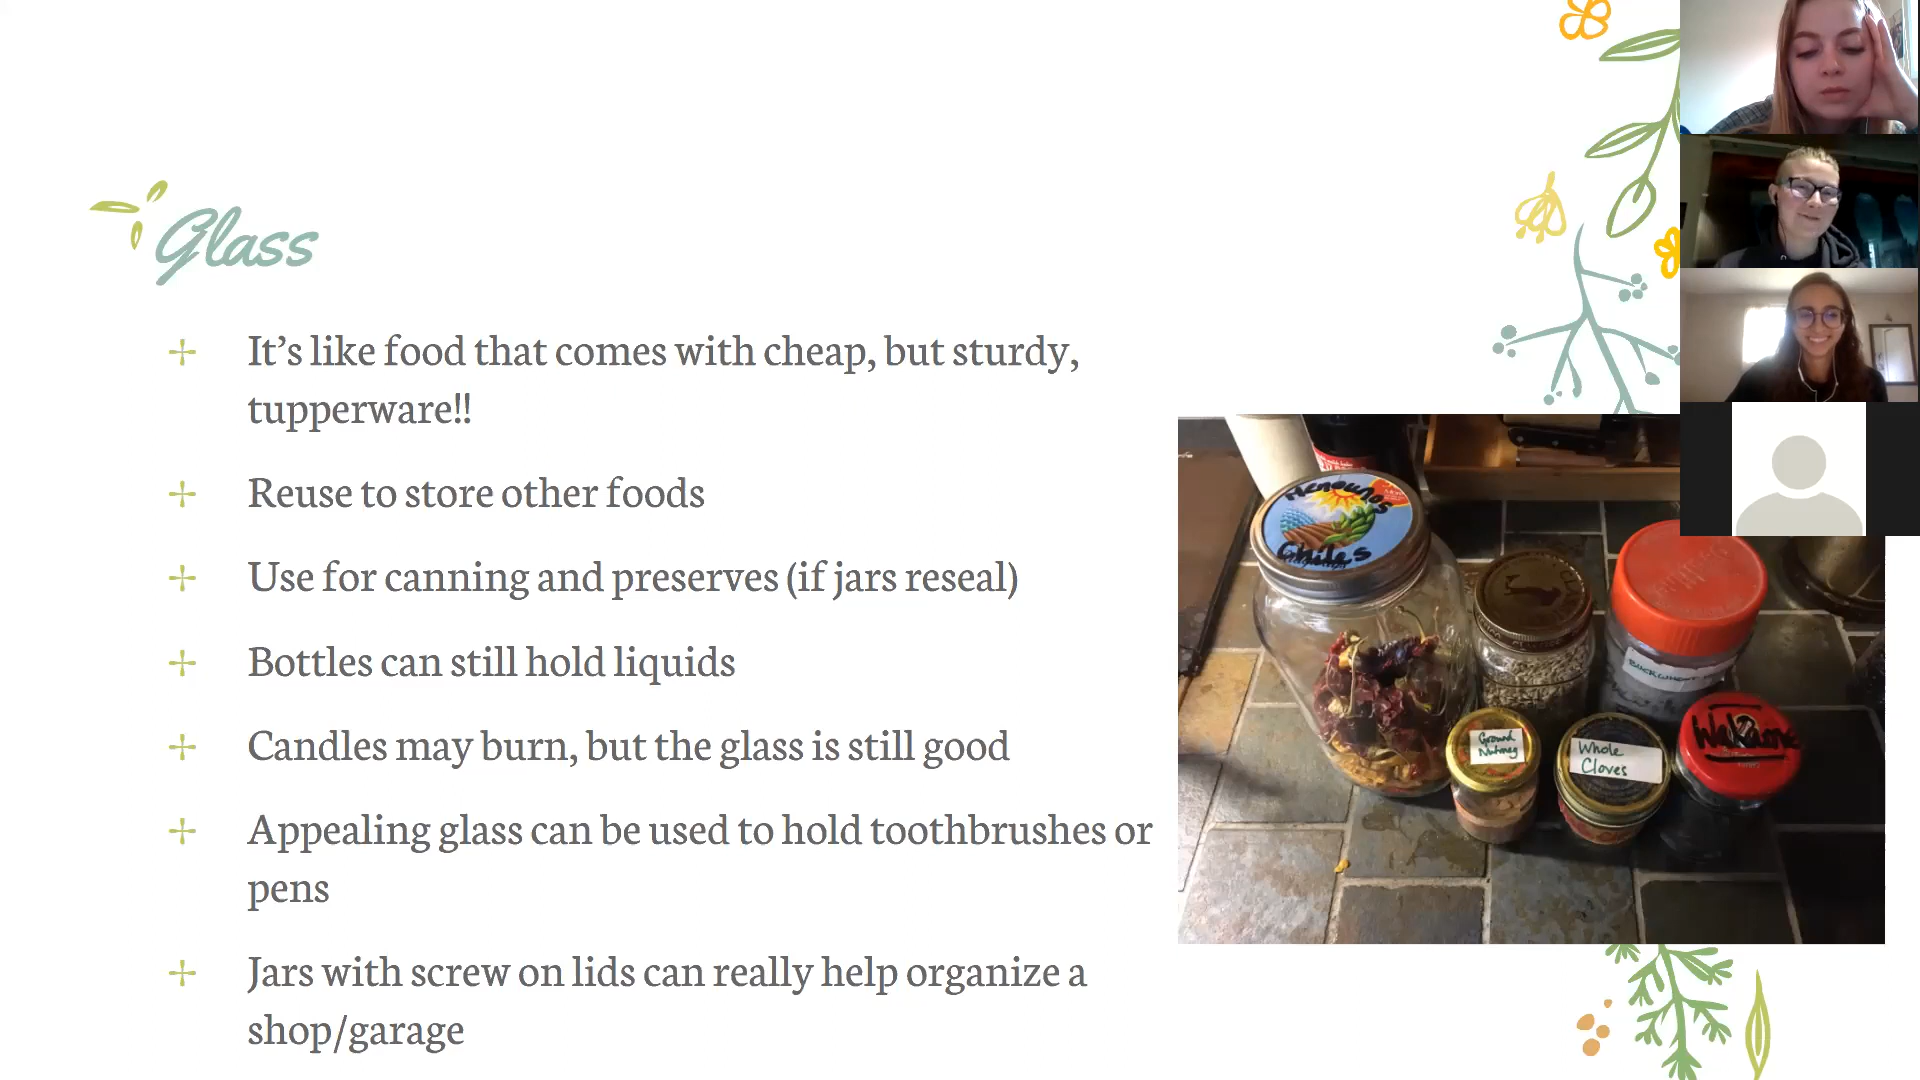 Glass
It’s like food that comes with cheap, but sturdy,
tupperware!!
Reuse to store other foods
Use for canning and preserves (if jars reseal)
Bottles can still hold liquids
Candles may burn, but the glass is still good
Appealing glass can be used to hold toothbrushes or
pens
Jars with screw on lids can really help organize a
shop/garage
Chiles
Ground
Nutmeg
Whole
Cloves